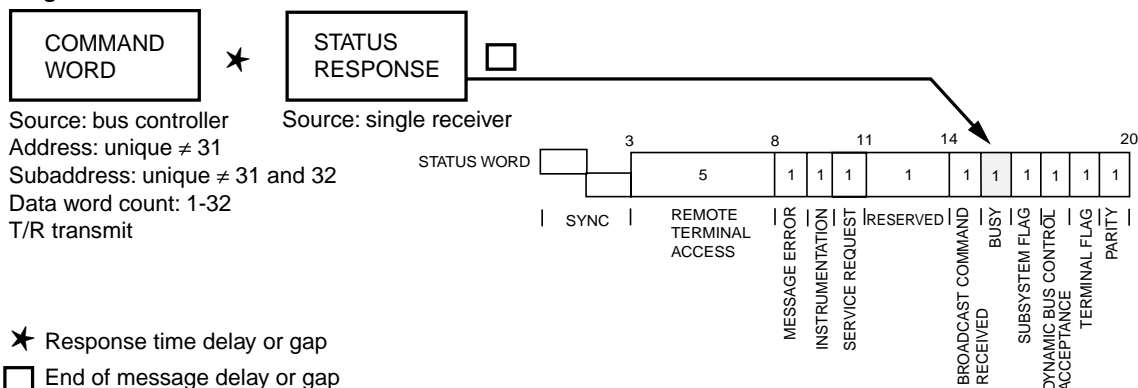 COMMAND
WORD
STATUS
RESPONSE
Source: bus controller
Address: unique ≠ 31
Subaddress: unique ≠ 31 and 32
Data word count: 1-32
T/R transmit
Source: single receiver
3 8 11 14 20
STATUS WORD
5 1 1 1 1 1 1 1 1 1 1
SYNC
REMOTE
TERMINAL
ACCESS
MESSAGE ERROR
INSTRUMENTATION
SERVICE REQUEST
RESERVED
BROADCAST COMMAND
RECEIVED
BUSY
SUBSYSTEM FLAG
DYNAMIC BUS CONTROL
ACCEPTANCE
TERMINAL FLAG
PARITY
Response time delay or gap
End of message delay or gap